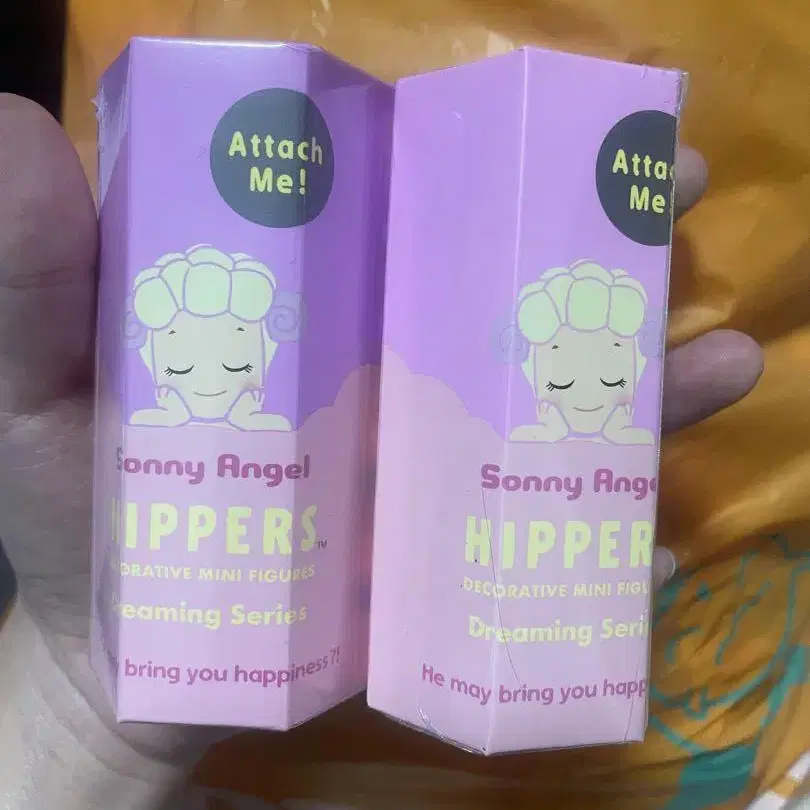 Attach
Me!
Sonny Angel
HIPPERS™
DECORATIVE MINI FIGURES
Dreaming Series
bring you happiness?!
Attac
Me!
Sonny Ange
HIPPER
DECORATIVE MINI FIGU
Dreaming Seri
He may bring you happ